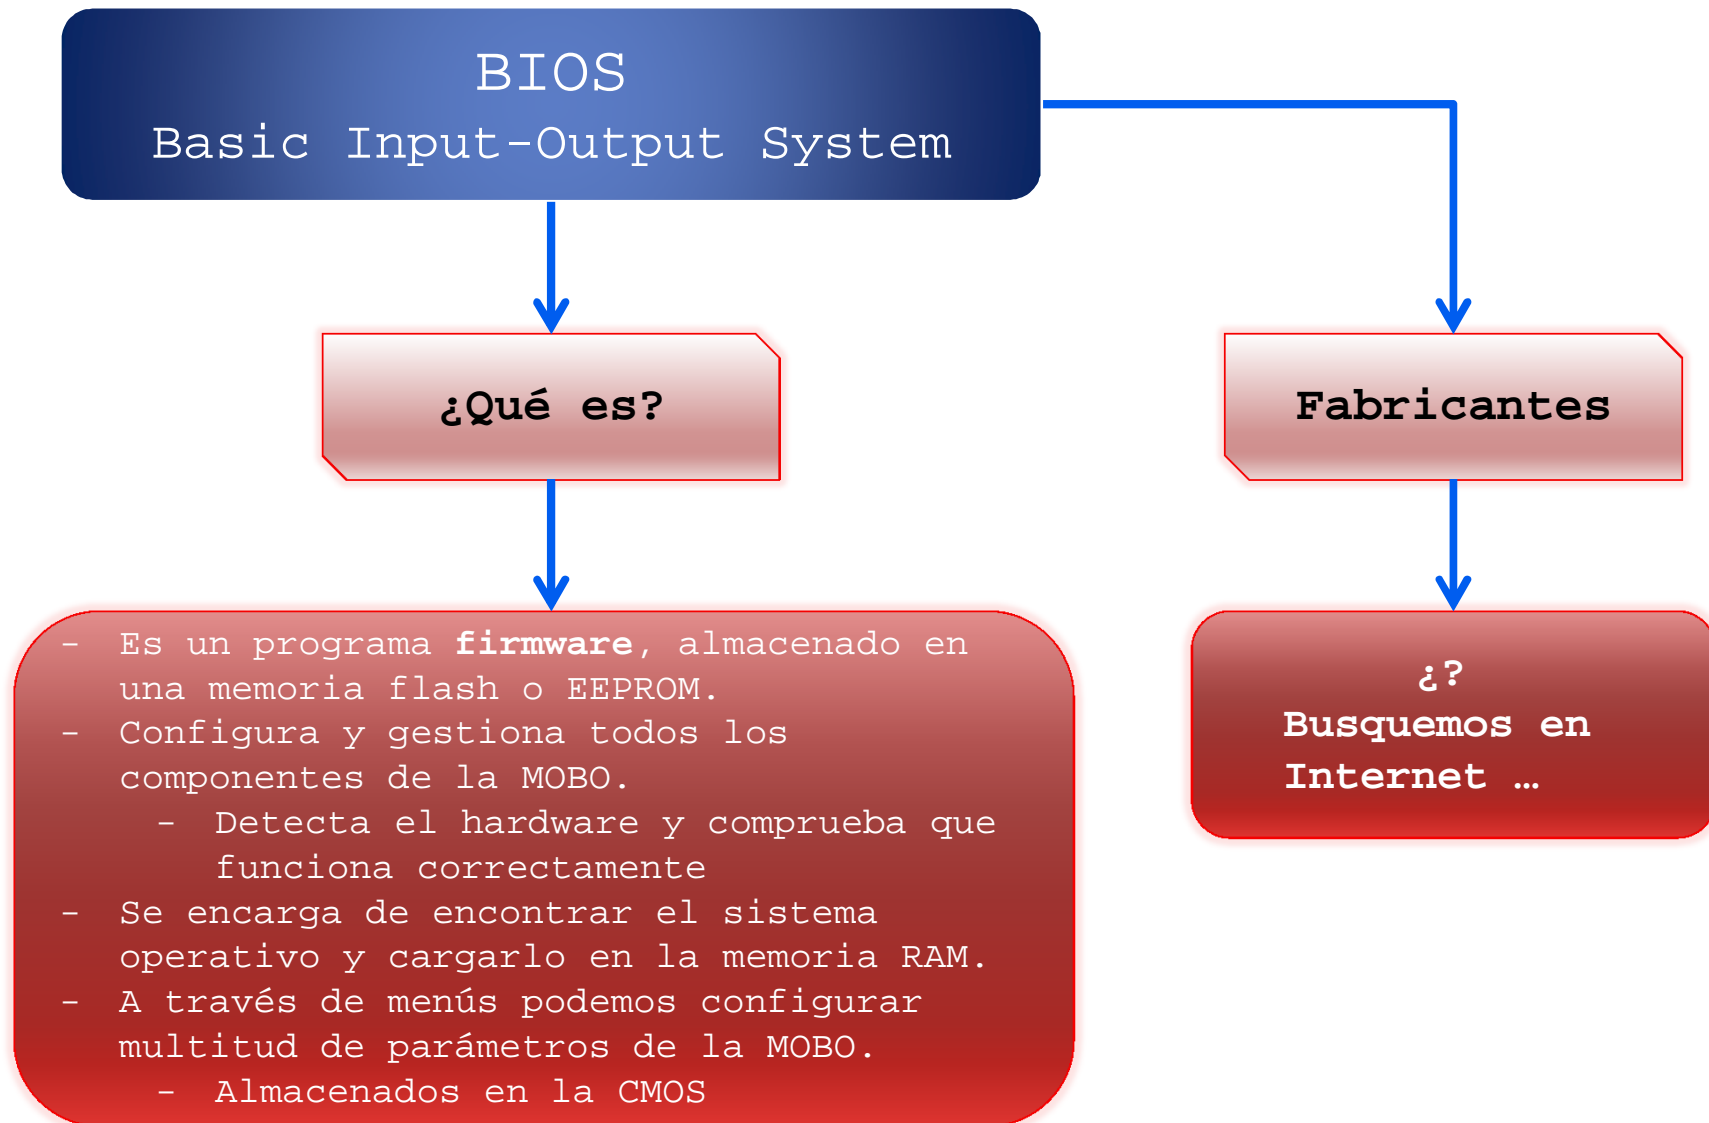 BIOS
Basic Input-Output System
¿Qué es?
Fabricantes
- Es un programa firmware, almacenado en
una memoria flash o EEPROM.
- Configura y gestiona todos los
componentes de la MOBO.
- Detecta el hardware y comprueba que
funciona correctamente
- Se encarga de encontrar el sistema
operativo y cargarlo en la memoria RAM.
- A través de menús podemos configurar
multitud de parámetros de la MOBO.
- Almacenados en la CMOS
¿?
Busquemos en
Internet …